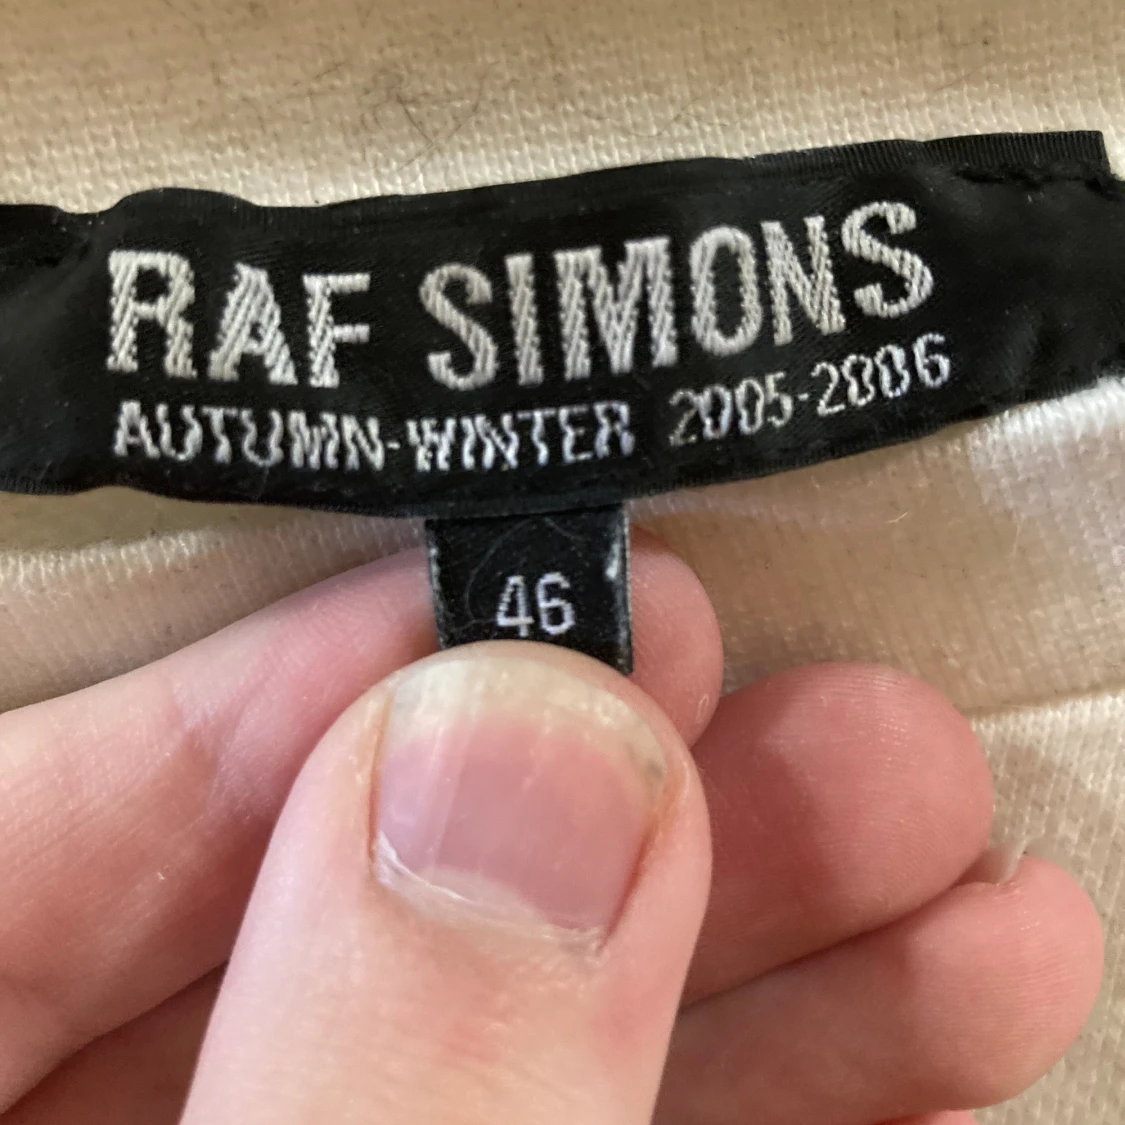 RAF SIMONS
AUTUMN-WINTER 2005-2006
46